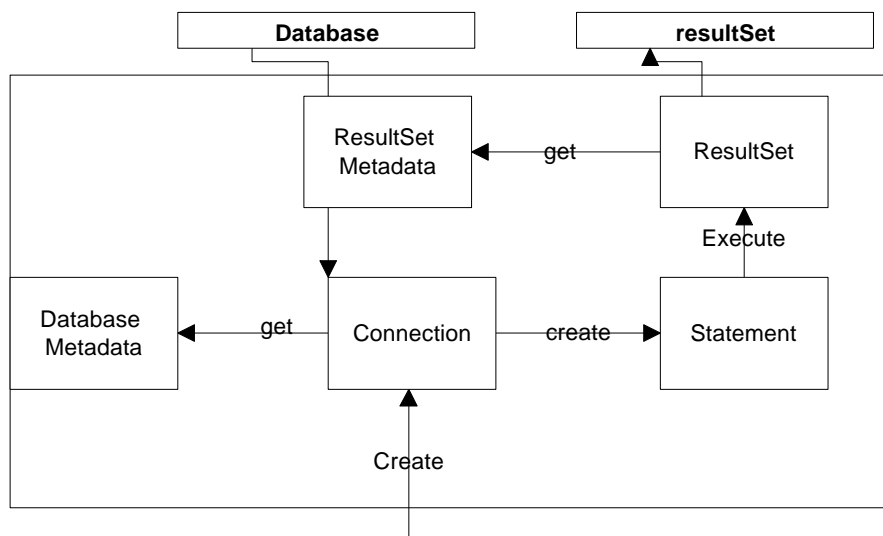 Database
resultSet
ResultSet
Metadata
get
ResultSet
Execute
Database
Metadata
get
Connection
create
Statement
Create